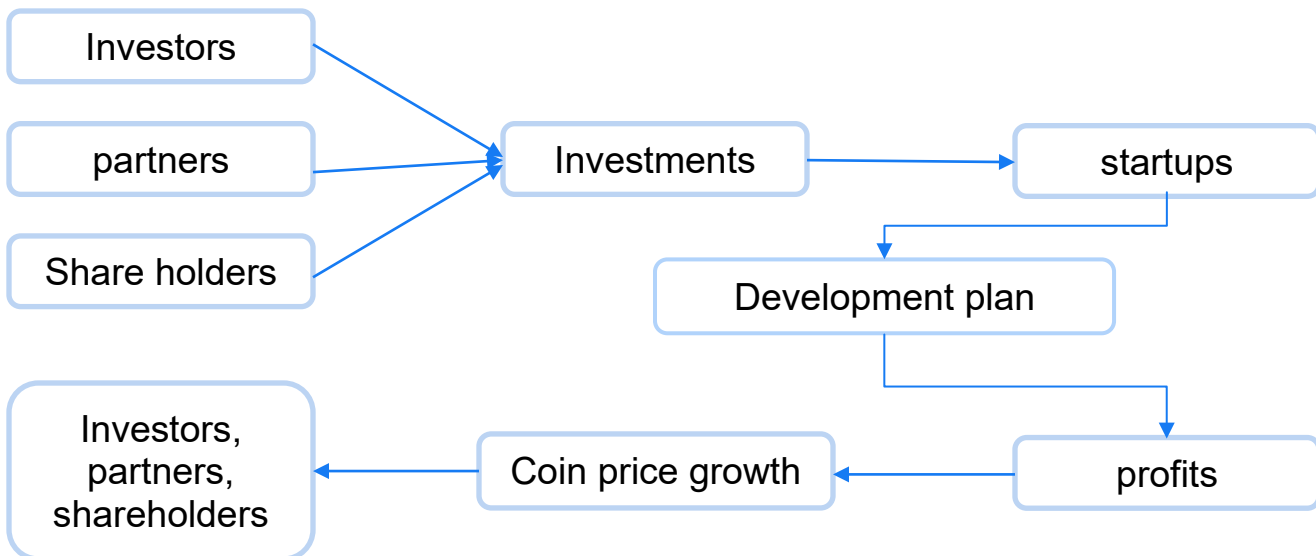 Investors
partners
Share holders
Investments
startups
Development plan
profits
Coin price growth
Investors,
partners,
shareholders